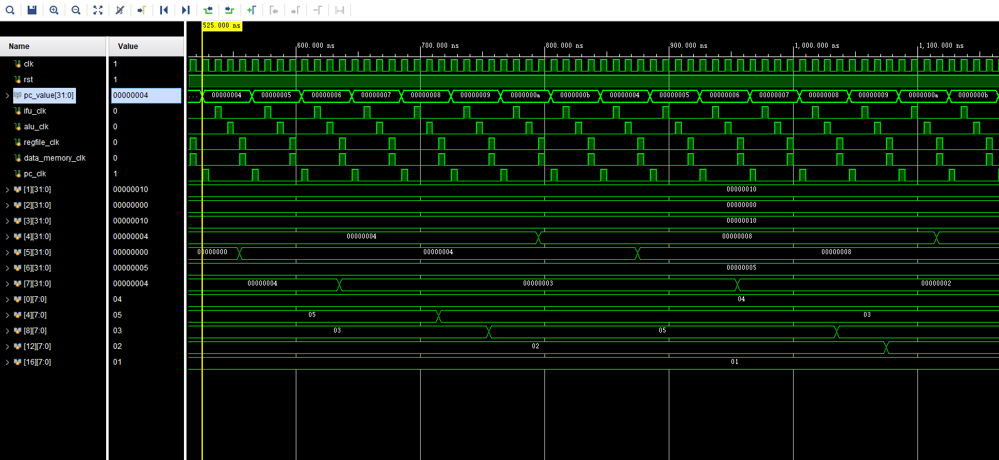 525.000 ns
Name Value
600.000 ns 700.000 ns 800.000 ns 900.000 ns 1,000.000 ns 1,100.000 ns
clk 1
rst 1
pc_value[31:0] 00000004 ... 00000004 00000005 00000006 00000007 00000008 00000009 0000000a 0000000b 00000004 00000005 00000006 00000007 00000008 00000009 0000000a 0000000b
ifu_clk 0
alu_clk 0
regfile_clk 0
data_memory_clk 0
pc_clk 1
[1][31:0] 00000010 00000010
[2][31:0] 00000000 00000000
[3][31:0] 00000010 00000010
[4][31:0] 00000004 00000004 00000008
[5][31:0] 00000000 00000000 00000004 00000008
[6][31:0] 00000005 00000005
[7][31:0] 00000004 00000004 00000003 00000002
[0][7:0] 04 04
[4][7:0] 05 05 03
[8][7:0] 03 03 05
[12][7:0] 02 02
[16][7:0] 01 01